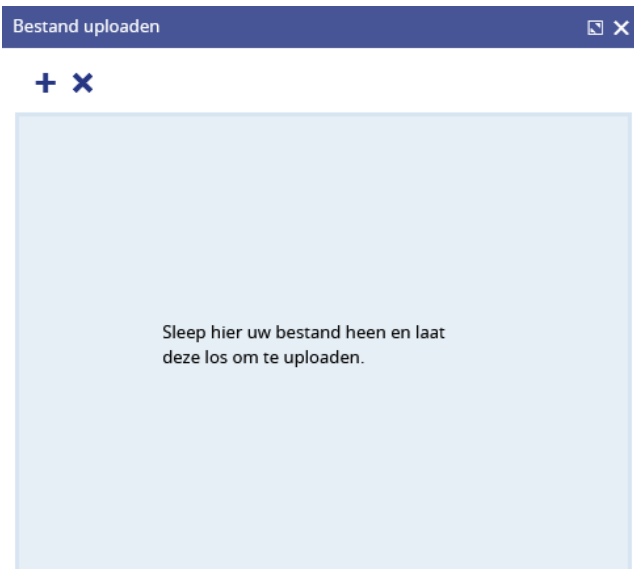 Bestand uploaden
Sleep hier uw bestand heen en laat
deze los om te uploaden.